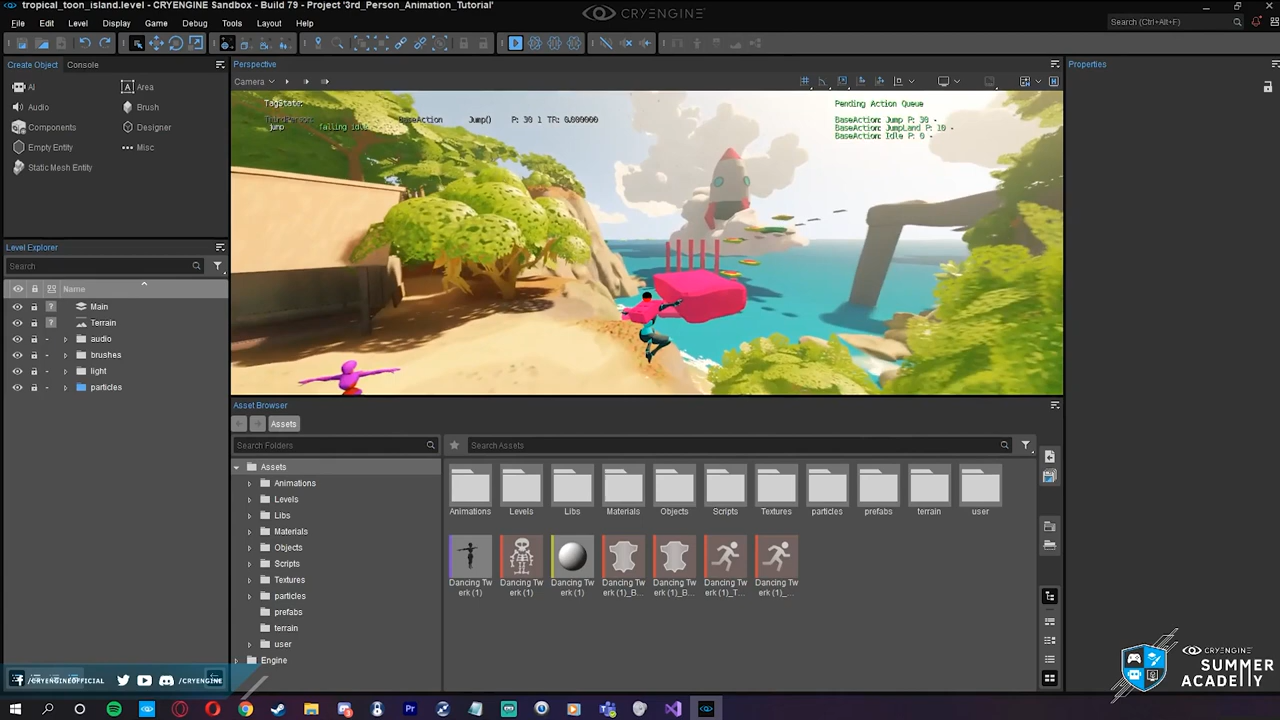 tropical_toon_island.level - CRYENGINE Sandbox - Build 79 - Project '3rd_Person_Animation_Tutorial'
CRYENGINE
File Edit Level Display Game Debug Tools Layout Help
Search (Ctrl+Alt+F)
Create Object Console
AI Area
Audio Brush
Components Designer
Empty Entity Misc
Static Mesh Entity
Level Explorer
Search
Name
Main
Terrain
audio
brushes
light
particles
Perspective
Camera
TagState:
BaseAction Jump() P: 30 1 TR: 0.000000
jump falling idle
Pending Action Queue
BaseAction: Jump P: 30 -
BaseAction: JumpLand P: 10 -
BaseAction: Idle P: 0 -
Properties
Asset Browser
Assets
Search Folders
Search Assets
Assets
Animations
Levels
Libs
Materials
Objects
Scripts
Textures
particles
prefabs
terrain
user
Engine
Animations Levels Libs Materials Objects Scripts Textures particles prefabs terrain user
Dancing Tw Dancing Tw Dancing Tw Dancing Tw Dancing Tw Dancing Tw Dancing Tw
erk (1) erk (1) erk (1) erk (1)_B... erk (1)_B... erk (1)_T... erk (1)_...
/CRYENGINEOFFICIAL /CRYENGINE
CRYENGINE
SUMMER
ACADEMY